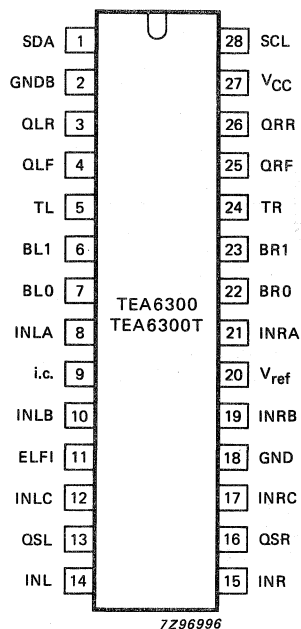 SDA 1 28 SCL
GNDB 2 27 VCC
QLR 3 26 QRR
QLF 4 25 QRF
TL 5 24 TR
BL1 6 23 BR1
BL0 7 22 BR0
TEA6300
TEA6300T
INLA 8 21 INRA
i.c. 9 20 Vref
INLB 10 19 INRB
ELFI 11 18 GND
INLC 12 17 INRC
QSL 13 16 QSR
INL 14 15 INR
7Z96996